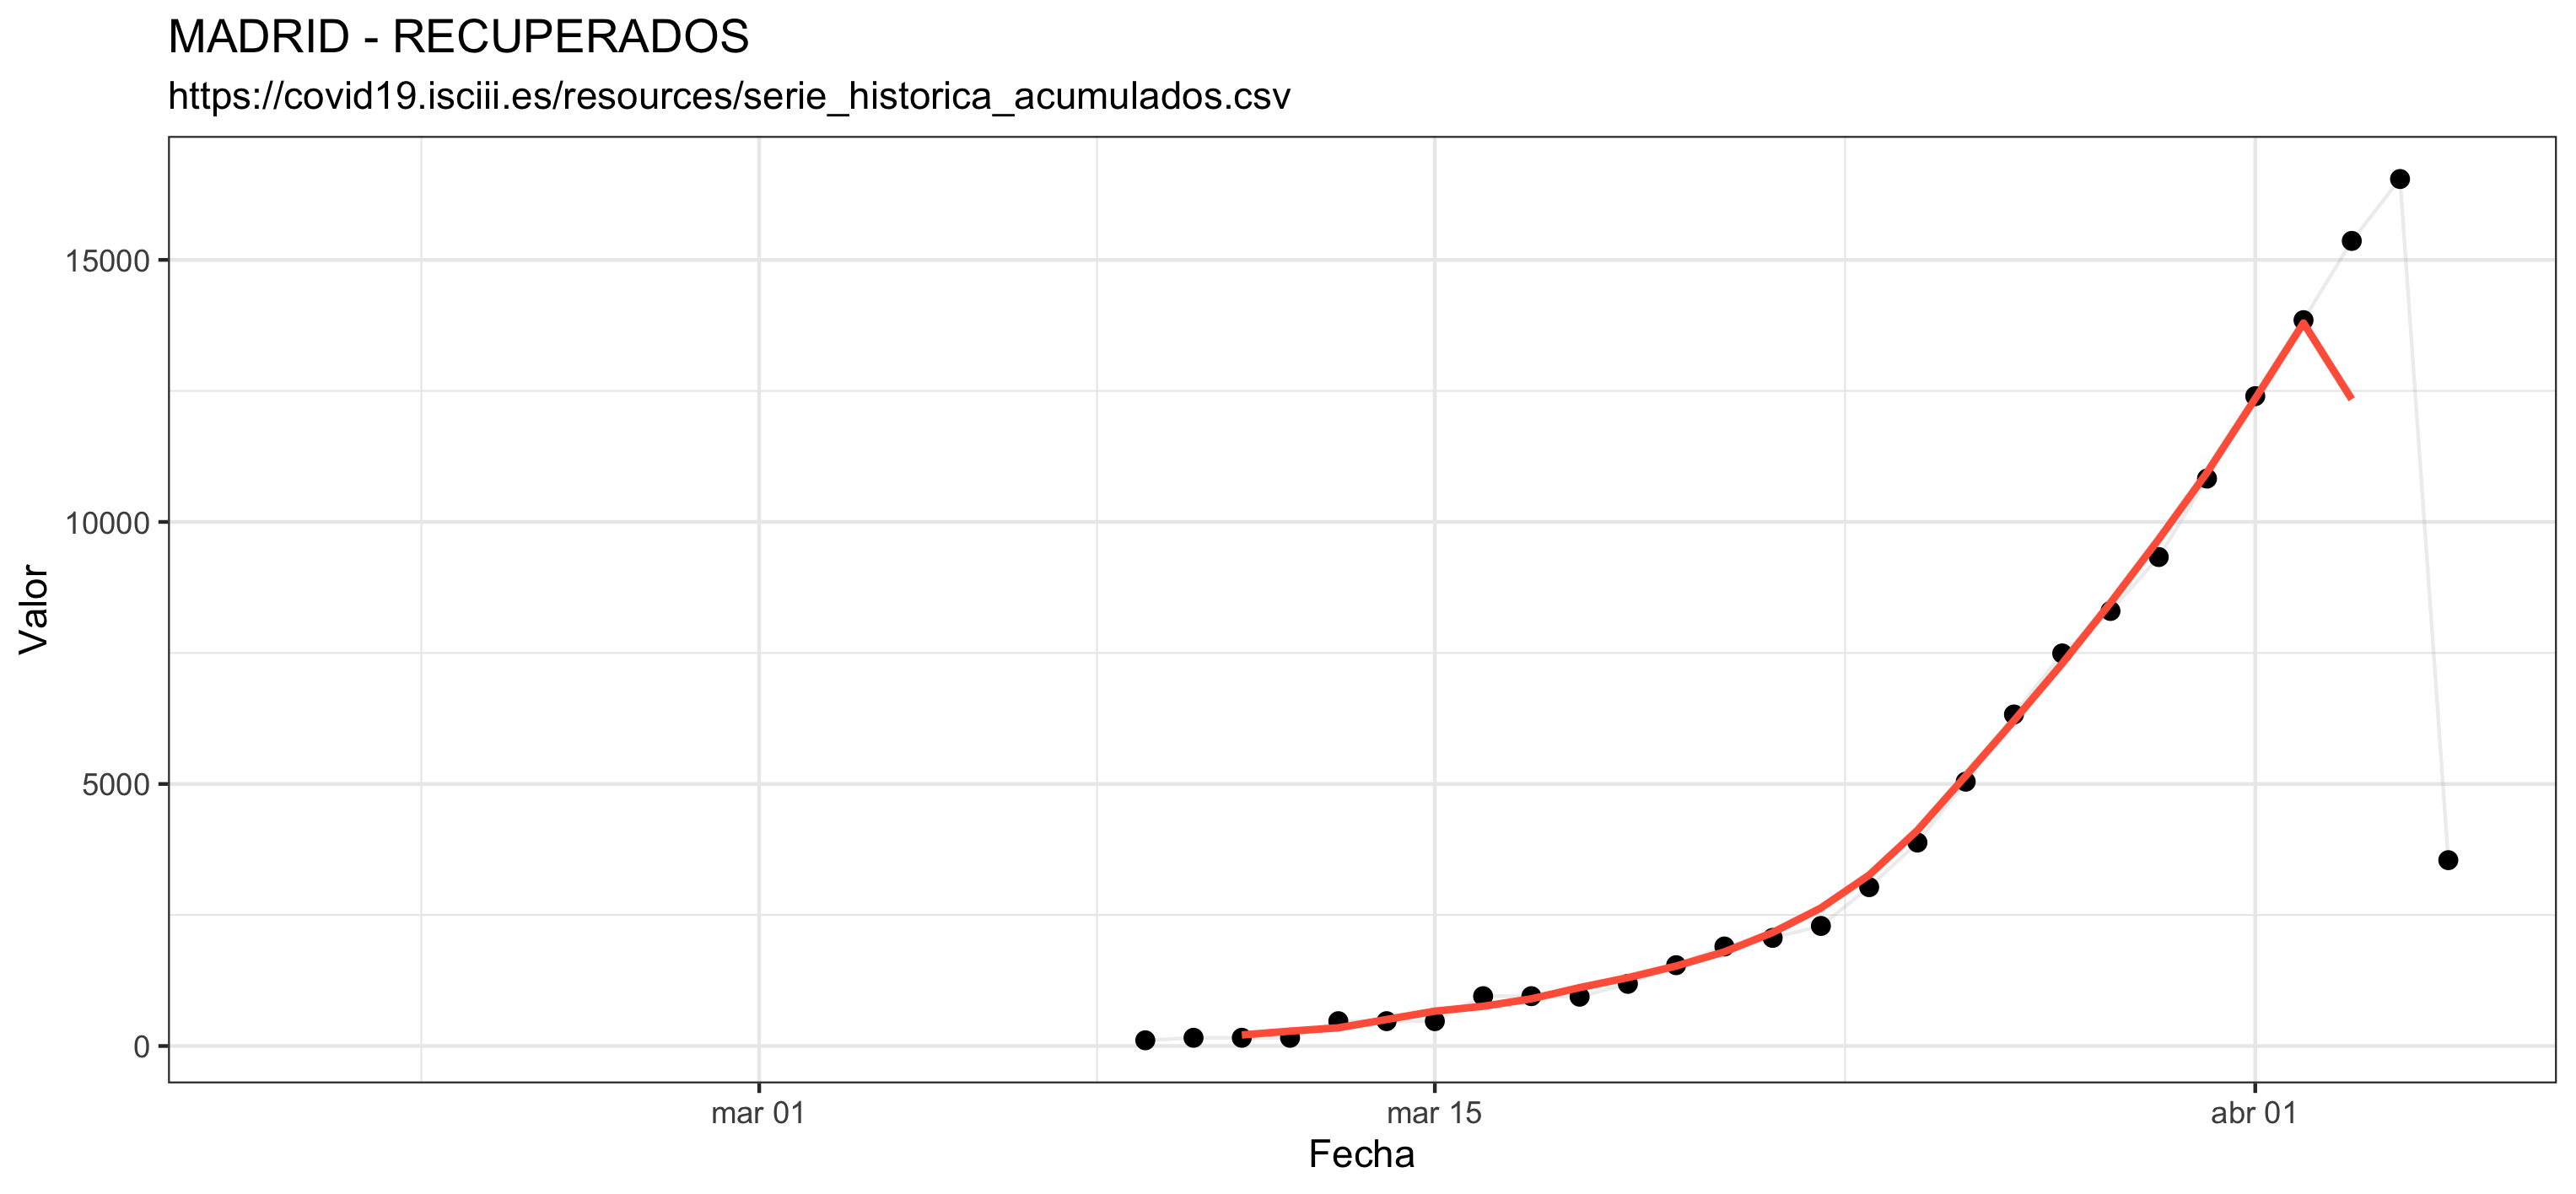 MADRID - RECUPERADOS
https://covid19.isciii.es/resources/serie_historica_acumulados.csv
Valor
15000
10000
5000
0
mar 01
mar 15
abr 01
Fecha